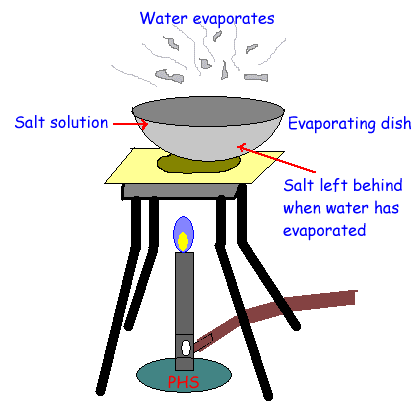 Water evaporates
Salt solution
Evaporating dish
Salt left behind
when water has
evaporated
PHS